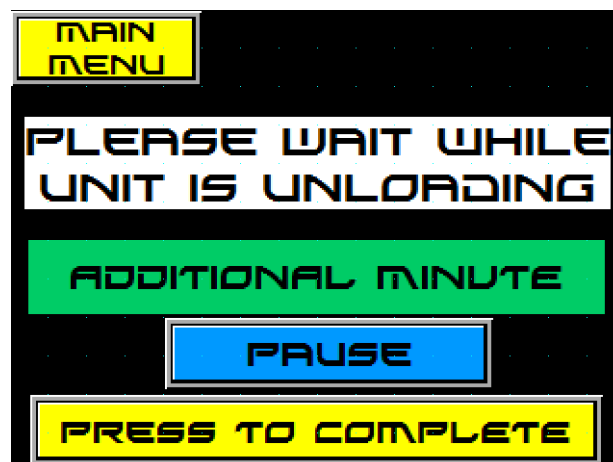 MAIN
MENU
PLEASE WAIT WHILE
UNIT IS UNLOADING
ADDITIONAL MINUTE
PAUSE
PRESS TO COMPLETE